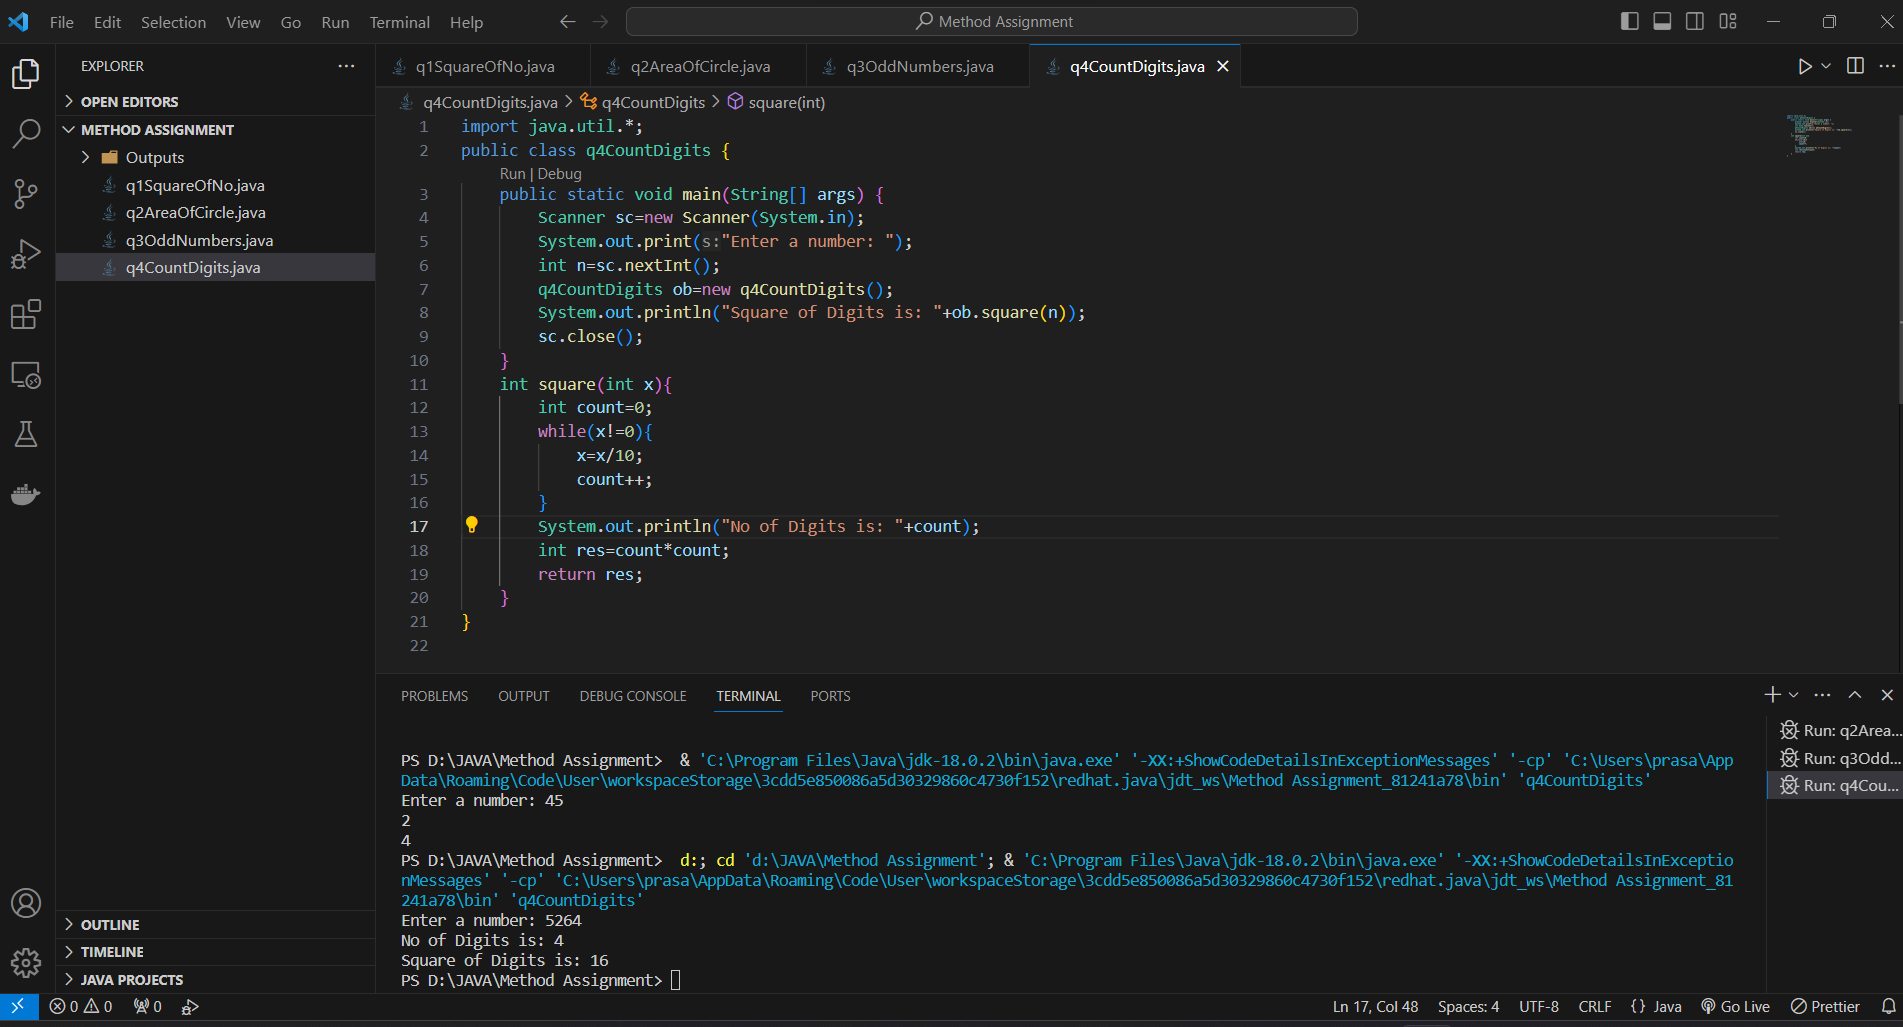 File Edit Selection View Go Run Terminal Help
Method Assignment
EXPLORER
OPEN EDITORS
METHOD ASSIGNMENT
Outputs
q1SquareOfNo.java
q2AreaOfCircle.java
q3OddNumbers.java
q4CountDigits.java
OUTLINE
TIMELINE
JAVA PROJECTS
q1SquareOfNo.java q2AreaOfCircle.java q3OddNumbers.java q4CountDigits.java
q4CountDigits.java > q4CountDigits > square(int)
1 import java.util.*;
2 public class q4CountDigits {
Run | Debug
3 public static void main(String[] args) {
4 Scanner sc=new Scanner(System.in);
5 System.out.print(s:"Enter a number: ");
6 int n=sc.nextInt();
7 q4CountDigits ob=new q4CountDigits();
8 System.out.println("Square of Digits is: "+ob.square(n));
9 sc.close();
10 }
11 int square(int x){
12 int count=0;
13 while(x!=0){
14 x=x/10;
15 count++;
16 }
17 System.out.println("No of Digits is: "+count);
18 int res=count*count;
19 return res;
20 }
21 }
22
PROBLEMS OUTPUT DEBUG CONSOLE TERMINAL PORTS
PS D:\JAVA\Method Assignment>  & 'C:\Program Files\Java\jdk-18.0.2\bin\java.exe' '-XX:+ShowCodeDetailsInExceptionMessages' '-cp' 'C:\Users\prasa\App
Data\Roaming\Code\User\workspaceStorage\3cdd5e850086a5d30329860c4730f152\redhat.java\jdt_ws\Method Assignment_81241a78\bin' 'q4CountDigits'
Enter a number: 45
2
4
PS D:\JAVA\Method Assignment>  d:; cd 'd:\JAVA\Method Assignment'; & 'C:\Program Files\Java\jdk-18.0.2\bin\java.exe' '-XX:+ShowCodeDetailsInExceptio
nMessages' '-cp' 'C:\Users\prasa\AppData\Roaming\Code\User\workspaceStorage\3cdd5e850086a5d30329860c4730f152\redhat.java\jdt_ws\Method Assignment_81
241a78\bin' 'q4CountDigits'
Enter a number: 5264
No of Digits is: 4
Square of Digits is: 16
PS D:\JAVA\Method Assignment>
Run: q2Area...
Run: q3Odd...
Run: q4Cou...
0 0 0
Ln 17, Col 48 Spaces: 4 UTF-8 CRLF {} Java Go Live Prettier